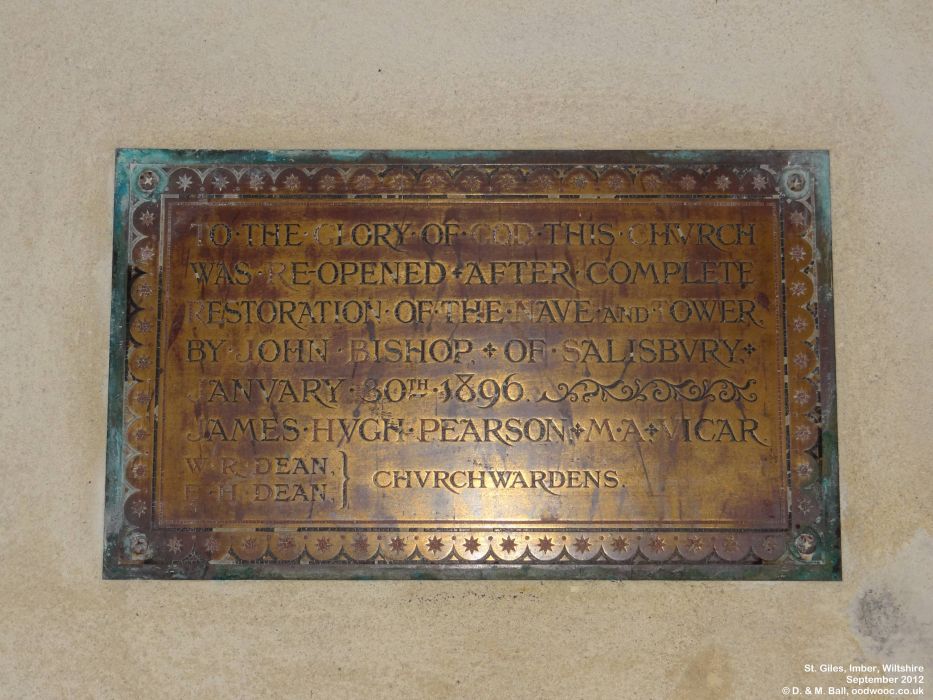 TO·THE·GLORY·OF·GOD·THIS·CHVRCH
WAS·RE-OPENED·AFTER·COMPLETE
RESTORATION·OF·THE·NAVE·AND·TOWER
BY·JOHN·BISHOP,·OF·SALISBVRY,
JANVARY·30TH·1896.
JAMES·HVGH·PEARSON·M·A·VICAR
W·R·DEAN,
H·DEAN,
CHVRCHWARDENS.
St. Giles, Imber, Wiltshire
September 2012
© D. & M. Ball, oodwooc.co.uk